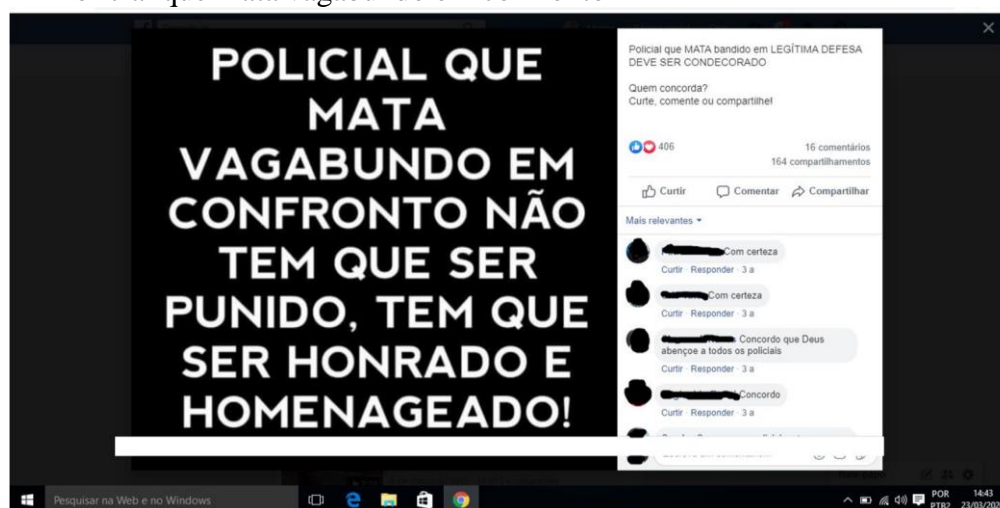 POLICIAL QUE
MATA
VAGABUNDO EM
CONFRONTO NÃO
TEM QUE SER
PUNIDO, TEM QUE
SER HONRADO E
HOMENAGEADO!
Policial que MATA bandido em LEGÍTIMA DEFESA
DEVE SER CONDECORADO
Quem concorda?
Curte, comente ou compartilhe!
406
16 comentários
164 compartilhamentos
Curtir Comentar Compartilhar
Mais relevantes
Com certeza
Curtir · Responder · 3 a
Com certeza
Curtir · Responder · 3 a
Concordo que Deus
abençoe a todos os policiais
Curtir · Responder · 3 a
Concordo
Curtir · Responder · 3 a
Pesquisar na Web e no Windows
POR 14:43
PTB2